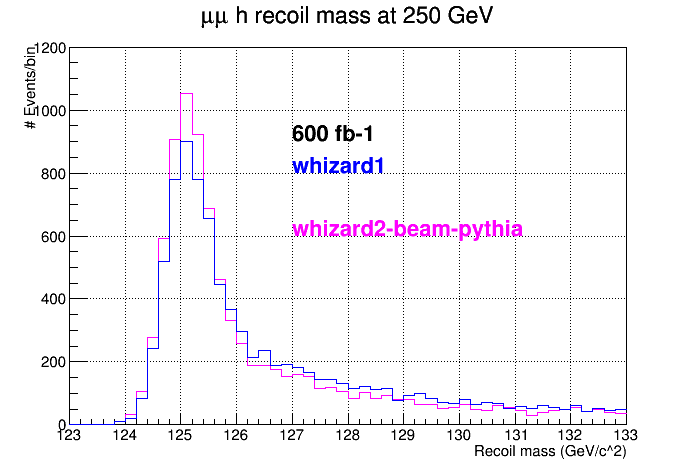 μμ h recoil mass at 250 GeV
# Events/bin
1200
1000
800
600
400
200
0
600 fb-1
whizard1
whizard2-beam-pythia
123 124 125 126 127 128 129 130 131 132 133
Recoil mass (GeV/c^2)